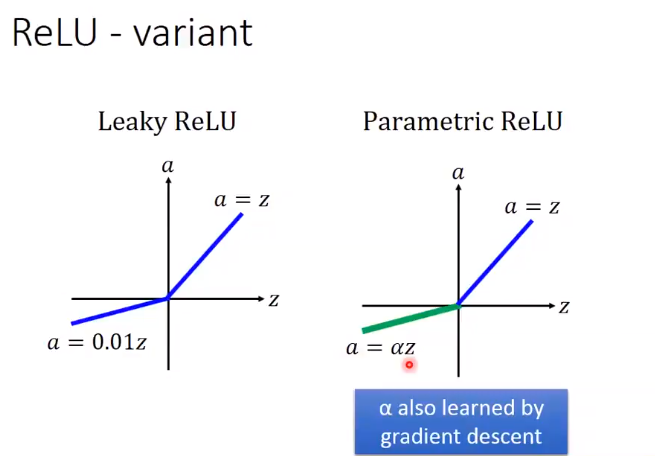 ReLU - variant
Leaky ReLU
a
a = z
z
a = 0.01z
Parametric ReLU
a
a = z
z
a = αz
α also learned by
gradient descent